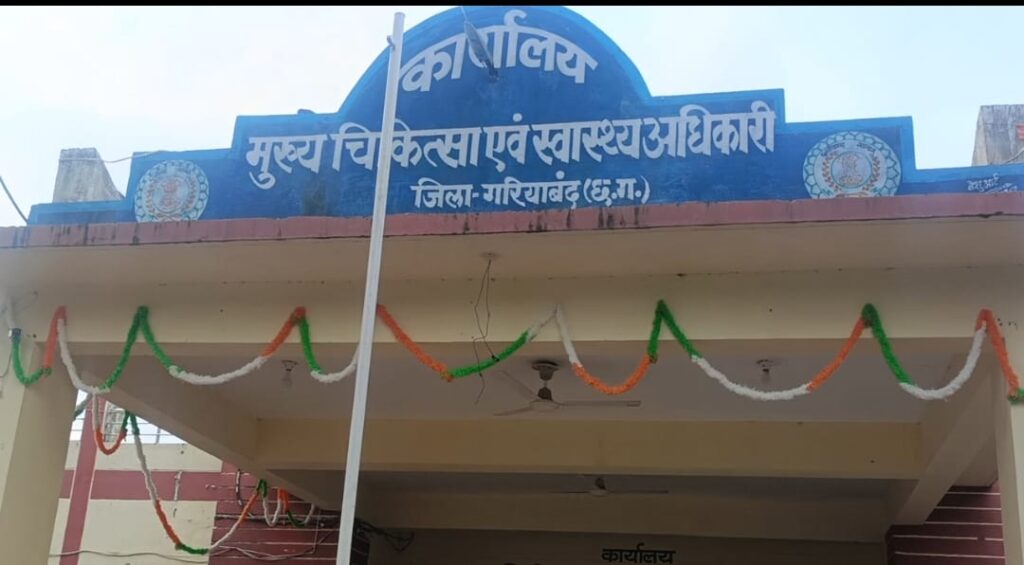 कार्यालय
मुख्य चिकित्सा एवं स्वास्थ्य अधिकारी
जिला-गरियाबंद (छ.ग.)
कार्यालय